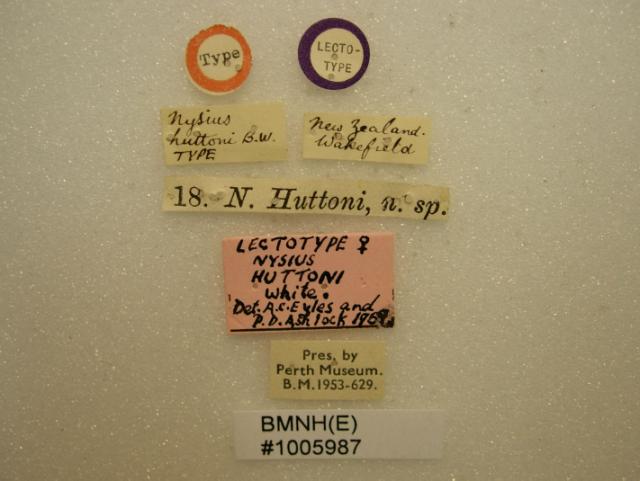 Type
LECTO-
TYPE
Nysius
huttoni B.W.
TYPE
New Zealand.
Wakefield
18. N. Huttoni, n. sp.
LECTOTYPE ♀
NYSIUS
HUTTONI
White.
Det. A.C. Eyles and
P.D. Ashlock 1969
Pres. by
Perth Museum.
B.M.1953-629.
BMNH(E)
#1005987